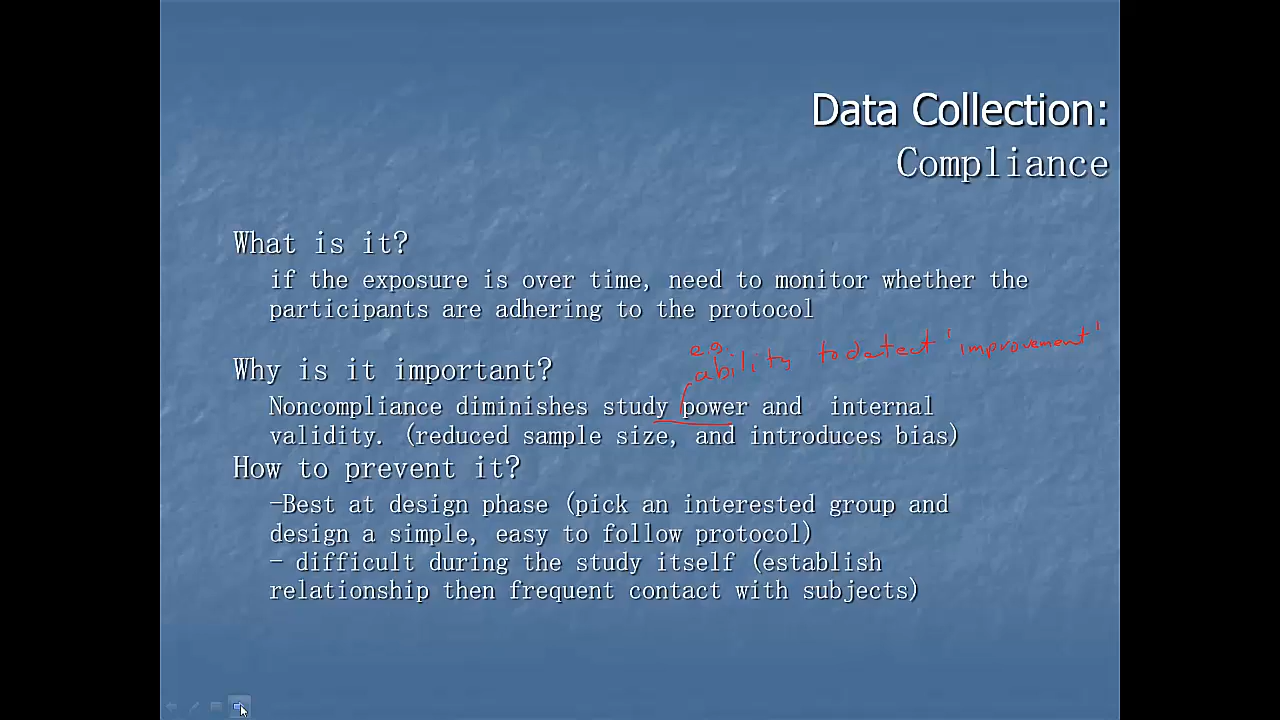 Data Collection:
Compliance
What is it?
if the exposure is over time, need to monitor whether the
participants are adhering to the protocol
e.g.
ability to detect 'improvement'
Why is it important?
Noncompliance diminishes study power and internal
validity. (reduced sample size, and introduces bias)
How to prevent it?
-Best at design phase (pick an interested group and
design a simple, easy to follow protocol)
- difficult during the study itself (establish
relationship then frequent contact with subjects)